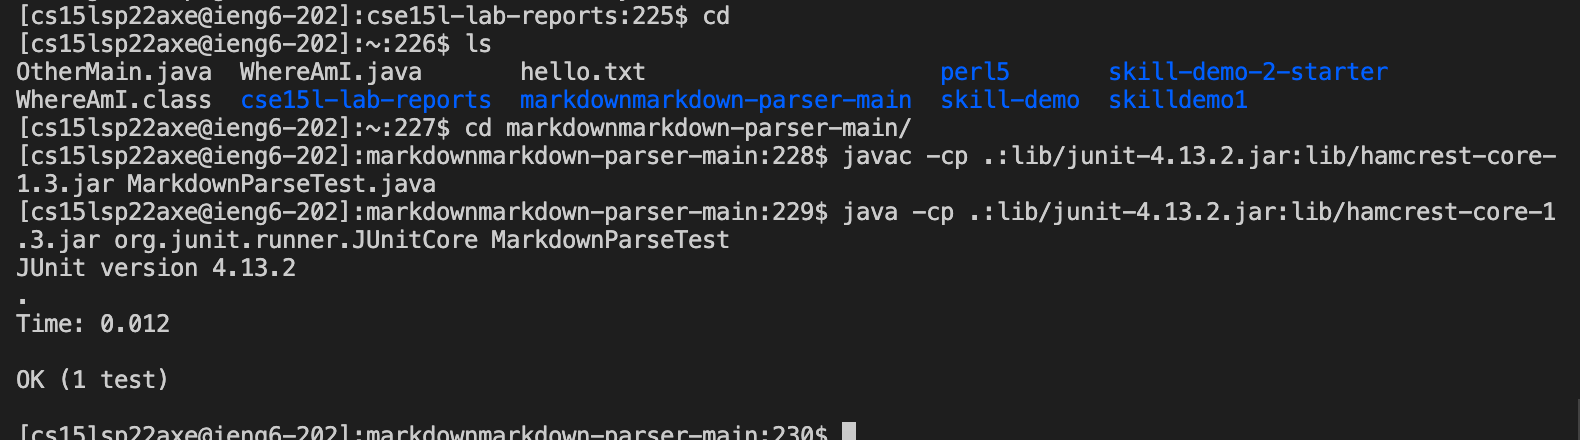 [cs15lsp22axe@ieng6-202]:cse15l-lab-reports:225$ cd
[cs15lsp22axe@ieng6-202]:~:226$ ls
OtherMain.java  WhereAmI.java       hello.txt                   perl5       skill-demo-2-starter
WhereAmI.class  cse15l-lab-reports  markdownmarkdown-parser-main  skill-demo  skilldemo1
[cs15lsp22axe@ieng6-202]:~:227$ cd markdownmarkdown-parser-main/
[cs15lsp22axe@ieng6-202]:markdownmarkdown-parser-main:228$ javac -cp .:lib/junit-4.13.2.jar:lib/hamcrest-core-
1.3.jar MarkdownParseTest.java
[cs15lsp22axe@ieng6-202]:markdownmarkdown-parser-main:229$ java -cp .:lib/junit-4.13.2.jar:lib/hamcrest-core-1
.3.jar org.junit.runner.JUnitCore MarkdownParseTest
JUnit version 4.13.2
.
Time: 0.012
OK (1 test)
[cs15lsp22axe@ieng6-202]:markdownmarkdown-parser-main:230$